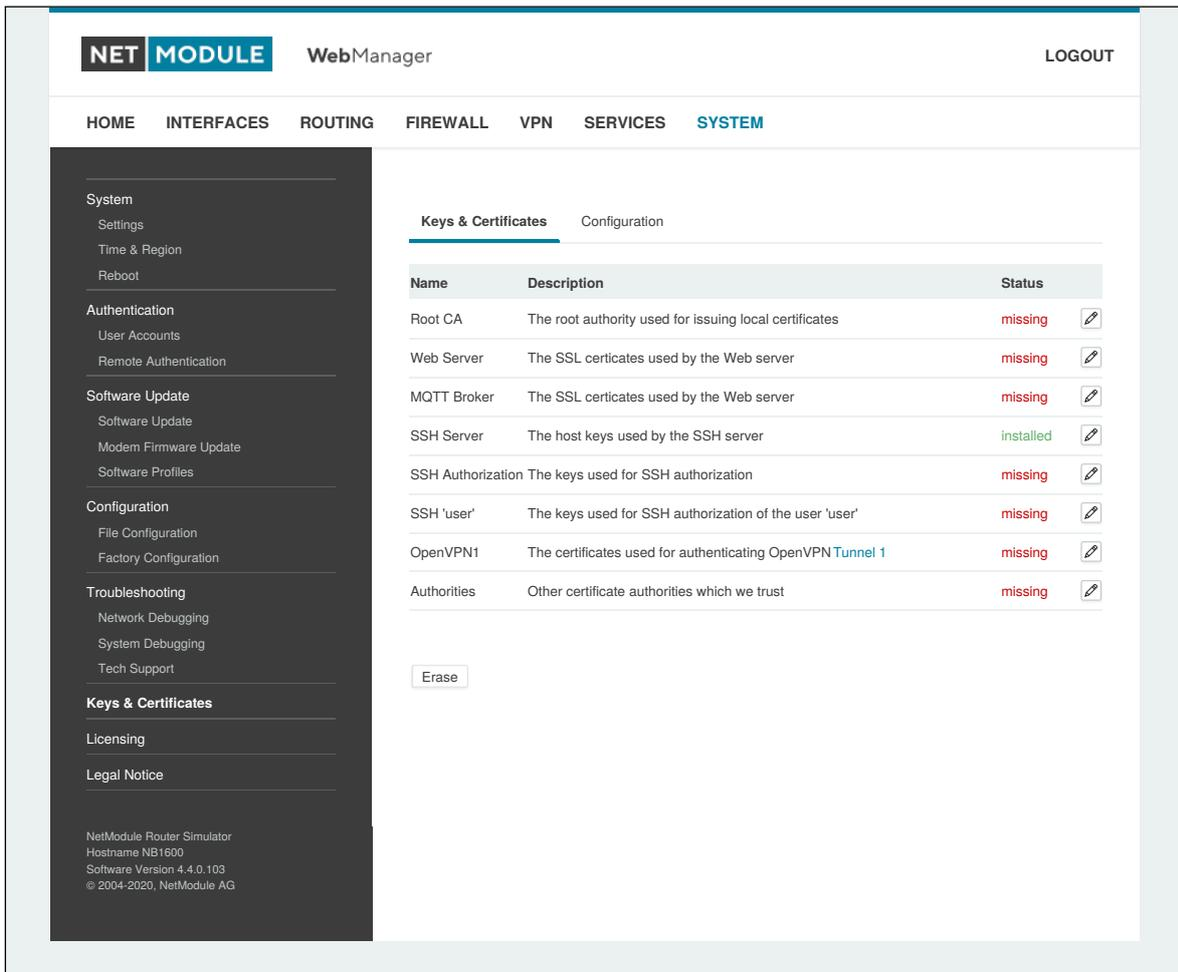 NET MODULE WebManager LOGOUT
HOME INTERFACES ROUTING FIREWALL VPN SERVICES SYSTEM
System
Settings
Time & Region
Reboot
Authentication
User Accounts
Remote Authentication
Software Update
Software Update
Modem Firmware Update
Software Profiles
Configuration
File Configuration
Factory Configuration
Troubleshooting
Network Debugging
System Debugging
Tech Support
Keys & Certificates
Licensing
Legal Notice
NetModule Router Simulator
Hostname NB1600
Software Version 4.4.0.103
© 2004-2020, NetModule AG
Keys & Certificates Configuration
Name Description Status
Root CA The root authority used for issuing local certificates missing
Web Server The SSL certicates used by the Web server missing
MQTT Broker The SSL certicates used by the Web server missing
SSH Server The host keys used by the SSH server installed
SSH Authorization The keys used for SSH authorization missing
SSH 'user' The keys used for SSH authorization of the user 'user' missing
OpenVPN1 The certificates used for authenticating OpenVPN Tunnel 1 missing
Authorities Other certificate authorities which we trust missing
Erase